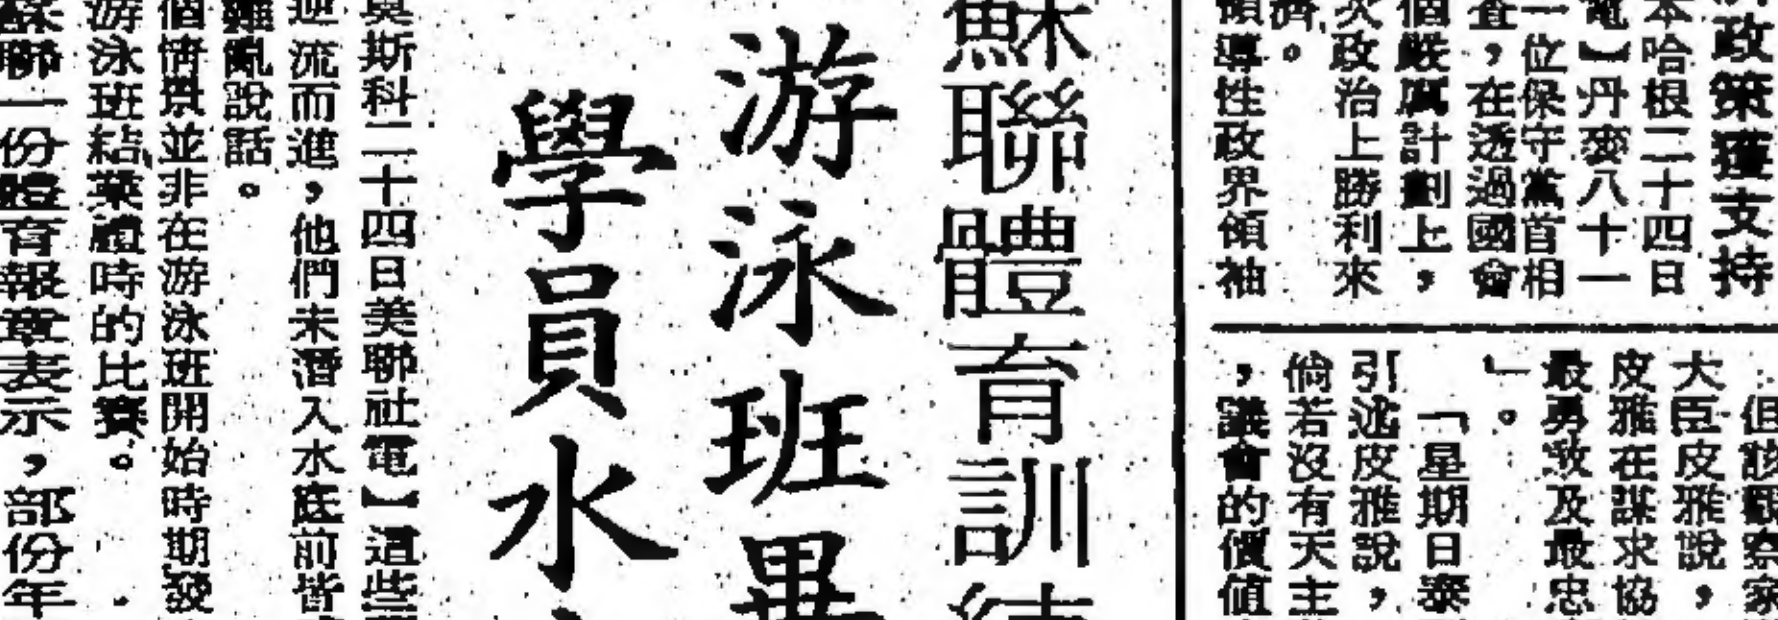 政策獲支持
本哈根二十四日
電】丹麥八十一
一位保守黨首相
查，在透過國會
個嚴厲計劃上，
次政治上勝利來
濟。
領導性政界領袖
但該觀察家
大臣皮雅說，
皮雅在謀求協
最勇敢及最忠
」。
「星期日泰
引述皮雅說，
倘若沒有天主
，議會的價值
蘇聯體育訓練
游泳班畢
學員水
莫斯科二十四日美聯社電】這些
逆流而進，他們未潛入水底前皆
雞亂說話。
個情景並非在游泳班開始時期發
游泳班結業禮時的比賽。
蘇聯一份體育報章表示，部份年